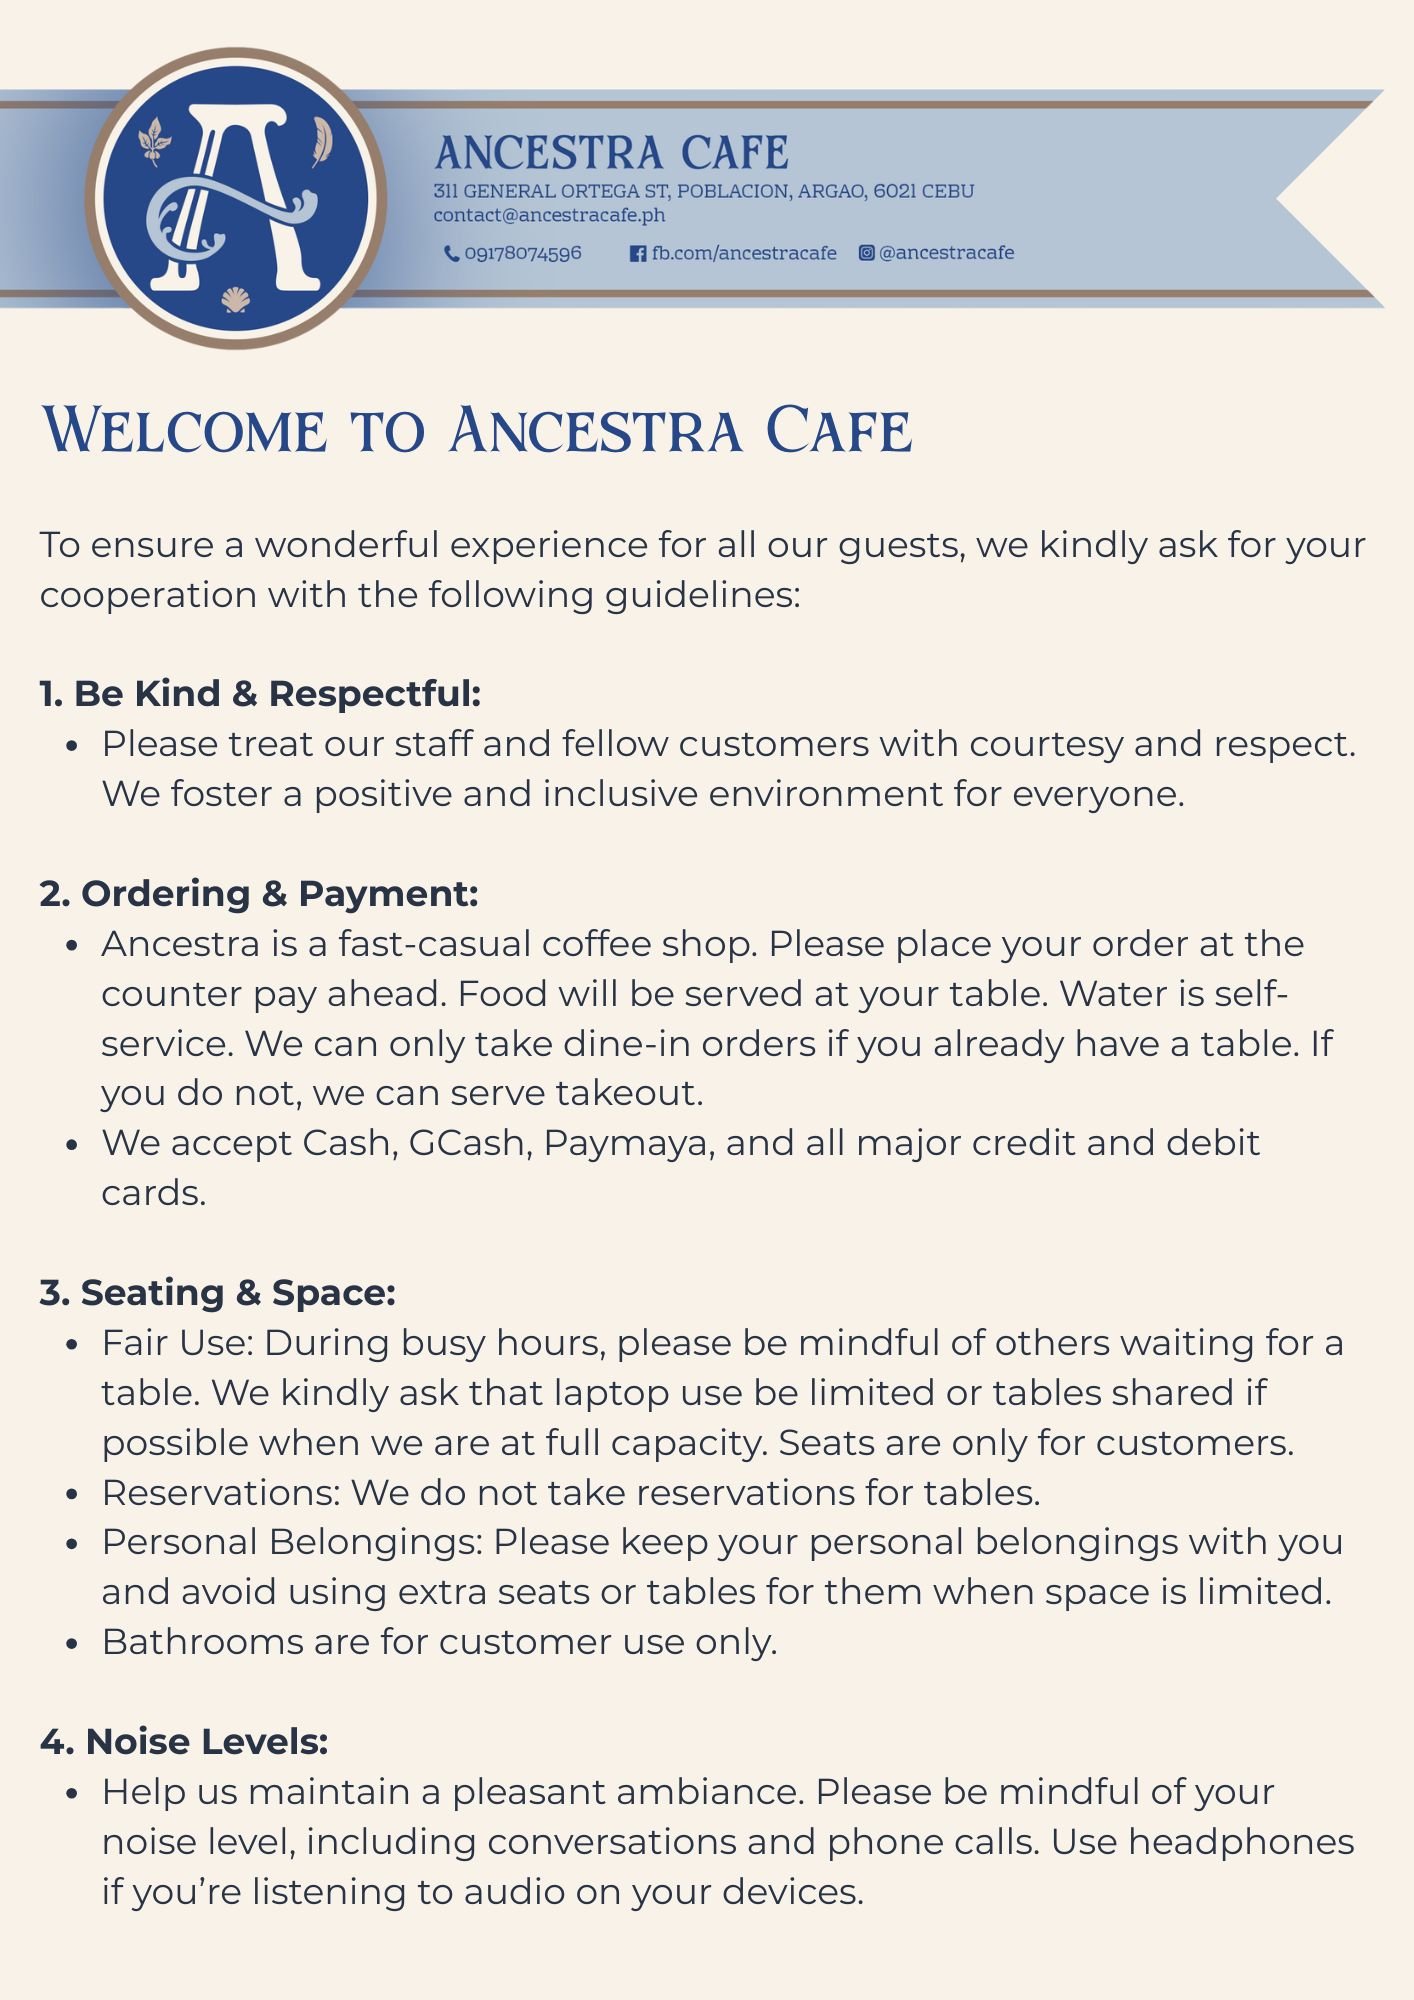 A
ANCESTRA CAFE
311 GENERAL ORTEGA ST, POBLACION, ARGAO, 6021 CEBU
contact@ancestracafe.ph
09178074596 fb.com/ancestracafe @ancestracafe
Welcome to Ancestra Cafe
To ensure a wonderful experience for all our guests, we kindly ask for your
cooperation with the following guidelines:
1. Be Kind & Respectful:
• Please treat our staff and fellow customers with courtesy and respect.
We foster a positive and inclusive environment for everyone.
2. Ordering & Payment:
• Ancestra is a fast-casual coffee shop. Please place your order at the
counter pay ahead. Food will be served at your table. Water is self-
service. We can only take dine-in orders if you already have a table. If
you do not, we can serve takeout.
• We accept Cash, GCash, Paymaya, and all major credit and debit
cards.
3. Seating & Space:
• Fair Use: During busy hours, please be mindful of others waiting for a
table. We kindly ask that laptop use be limited or tables shared if
possible when we are at full capacity. Seats are only for customers.
• Reservations: We do not take reservations for tables.
• Personal Belongings: Please keep your personal belongings with you
and avoid using extra seats or tables for them when space is limited.
• Bathrooms are for customer use only.
4. Noise Levels:
• Help us maintain a pleasant ambiance. Please be mindful of your
noise level, including conversations and phone calls. Use headphones
if you’re listening to audio on your devices.